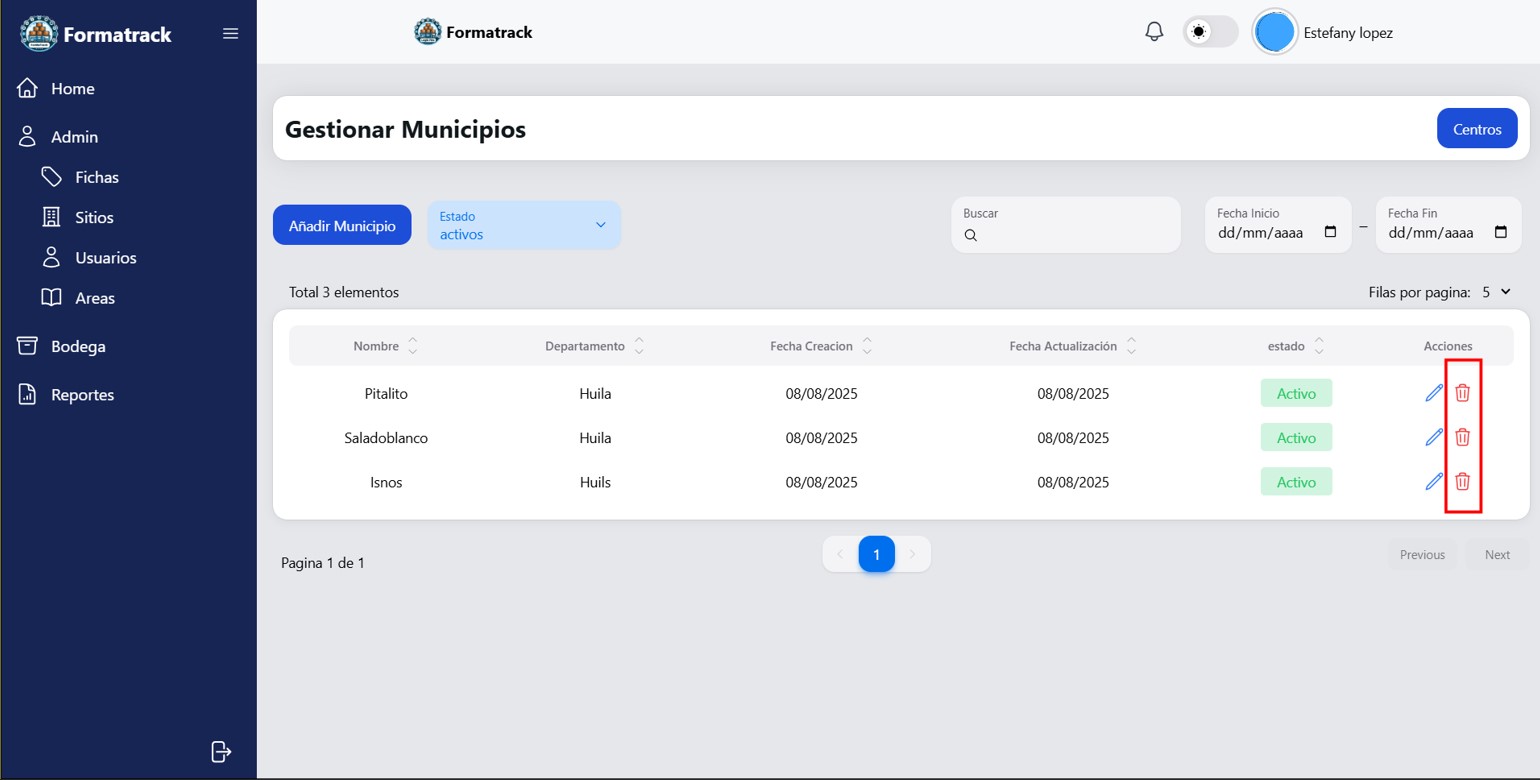 Formatrack
Formatrack
Estefany lopez
Home
Admin
Fichas
Sitios
Usuarios
Areas
Bodega
Reportes
Gestionar Municipios
Centros
Añadir Municipio
Estado
activos
Buscar
Fecha Inicio
dd/mm/aaaa
–
Fecha Fin
dd/mm/aaaa
Total 3 elementos
Filas por pagina: 5
Nombre Departamento Fecha Creacion Fecha Actualización estado Acciones
Pitalito Huila 08/08/2025 08/08/2025 Activo
Saladoblanco Huila 08/08/2025 08/08/2025 Activo
Isnos Huils 08/08/2025 08/08/2025 Activo
Pagina 1 de 1
1
Previous
Next